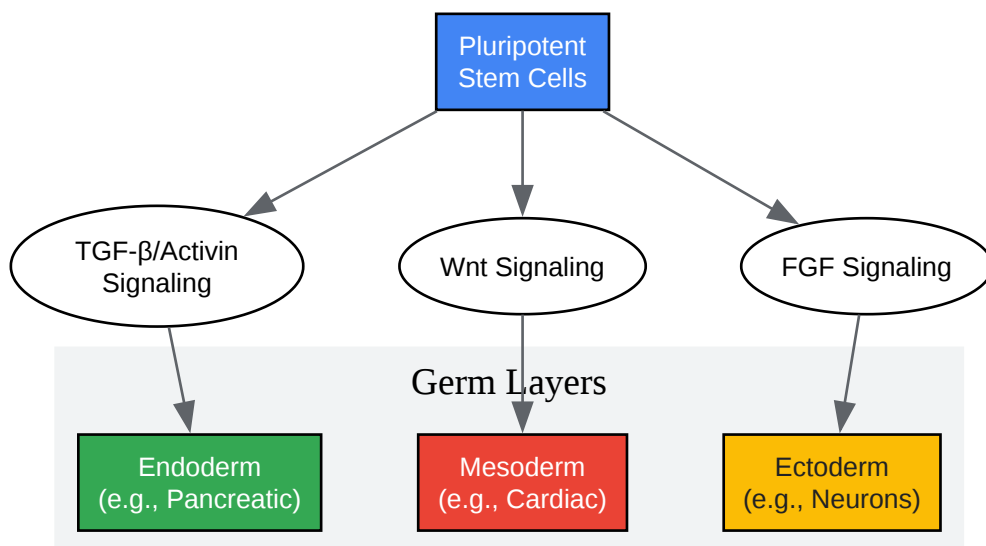 Pluripotent
Stem Cells
TGF-β/Activin
Signaling
Wnt Signaling
FGF Signaling
Germ Layers
Endoderm
(e.g., Pancreatic)
Mesoderm
(e.g., Cardiac)
Ectoderm
(e.g., Neurons)